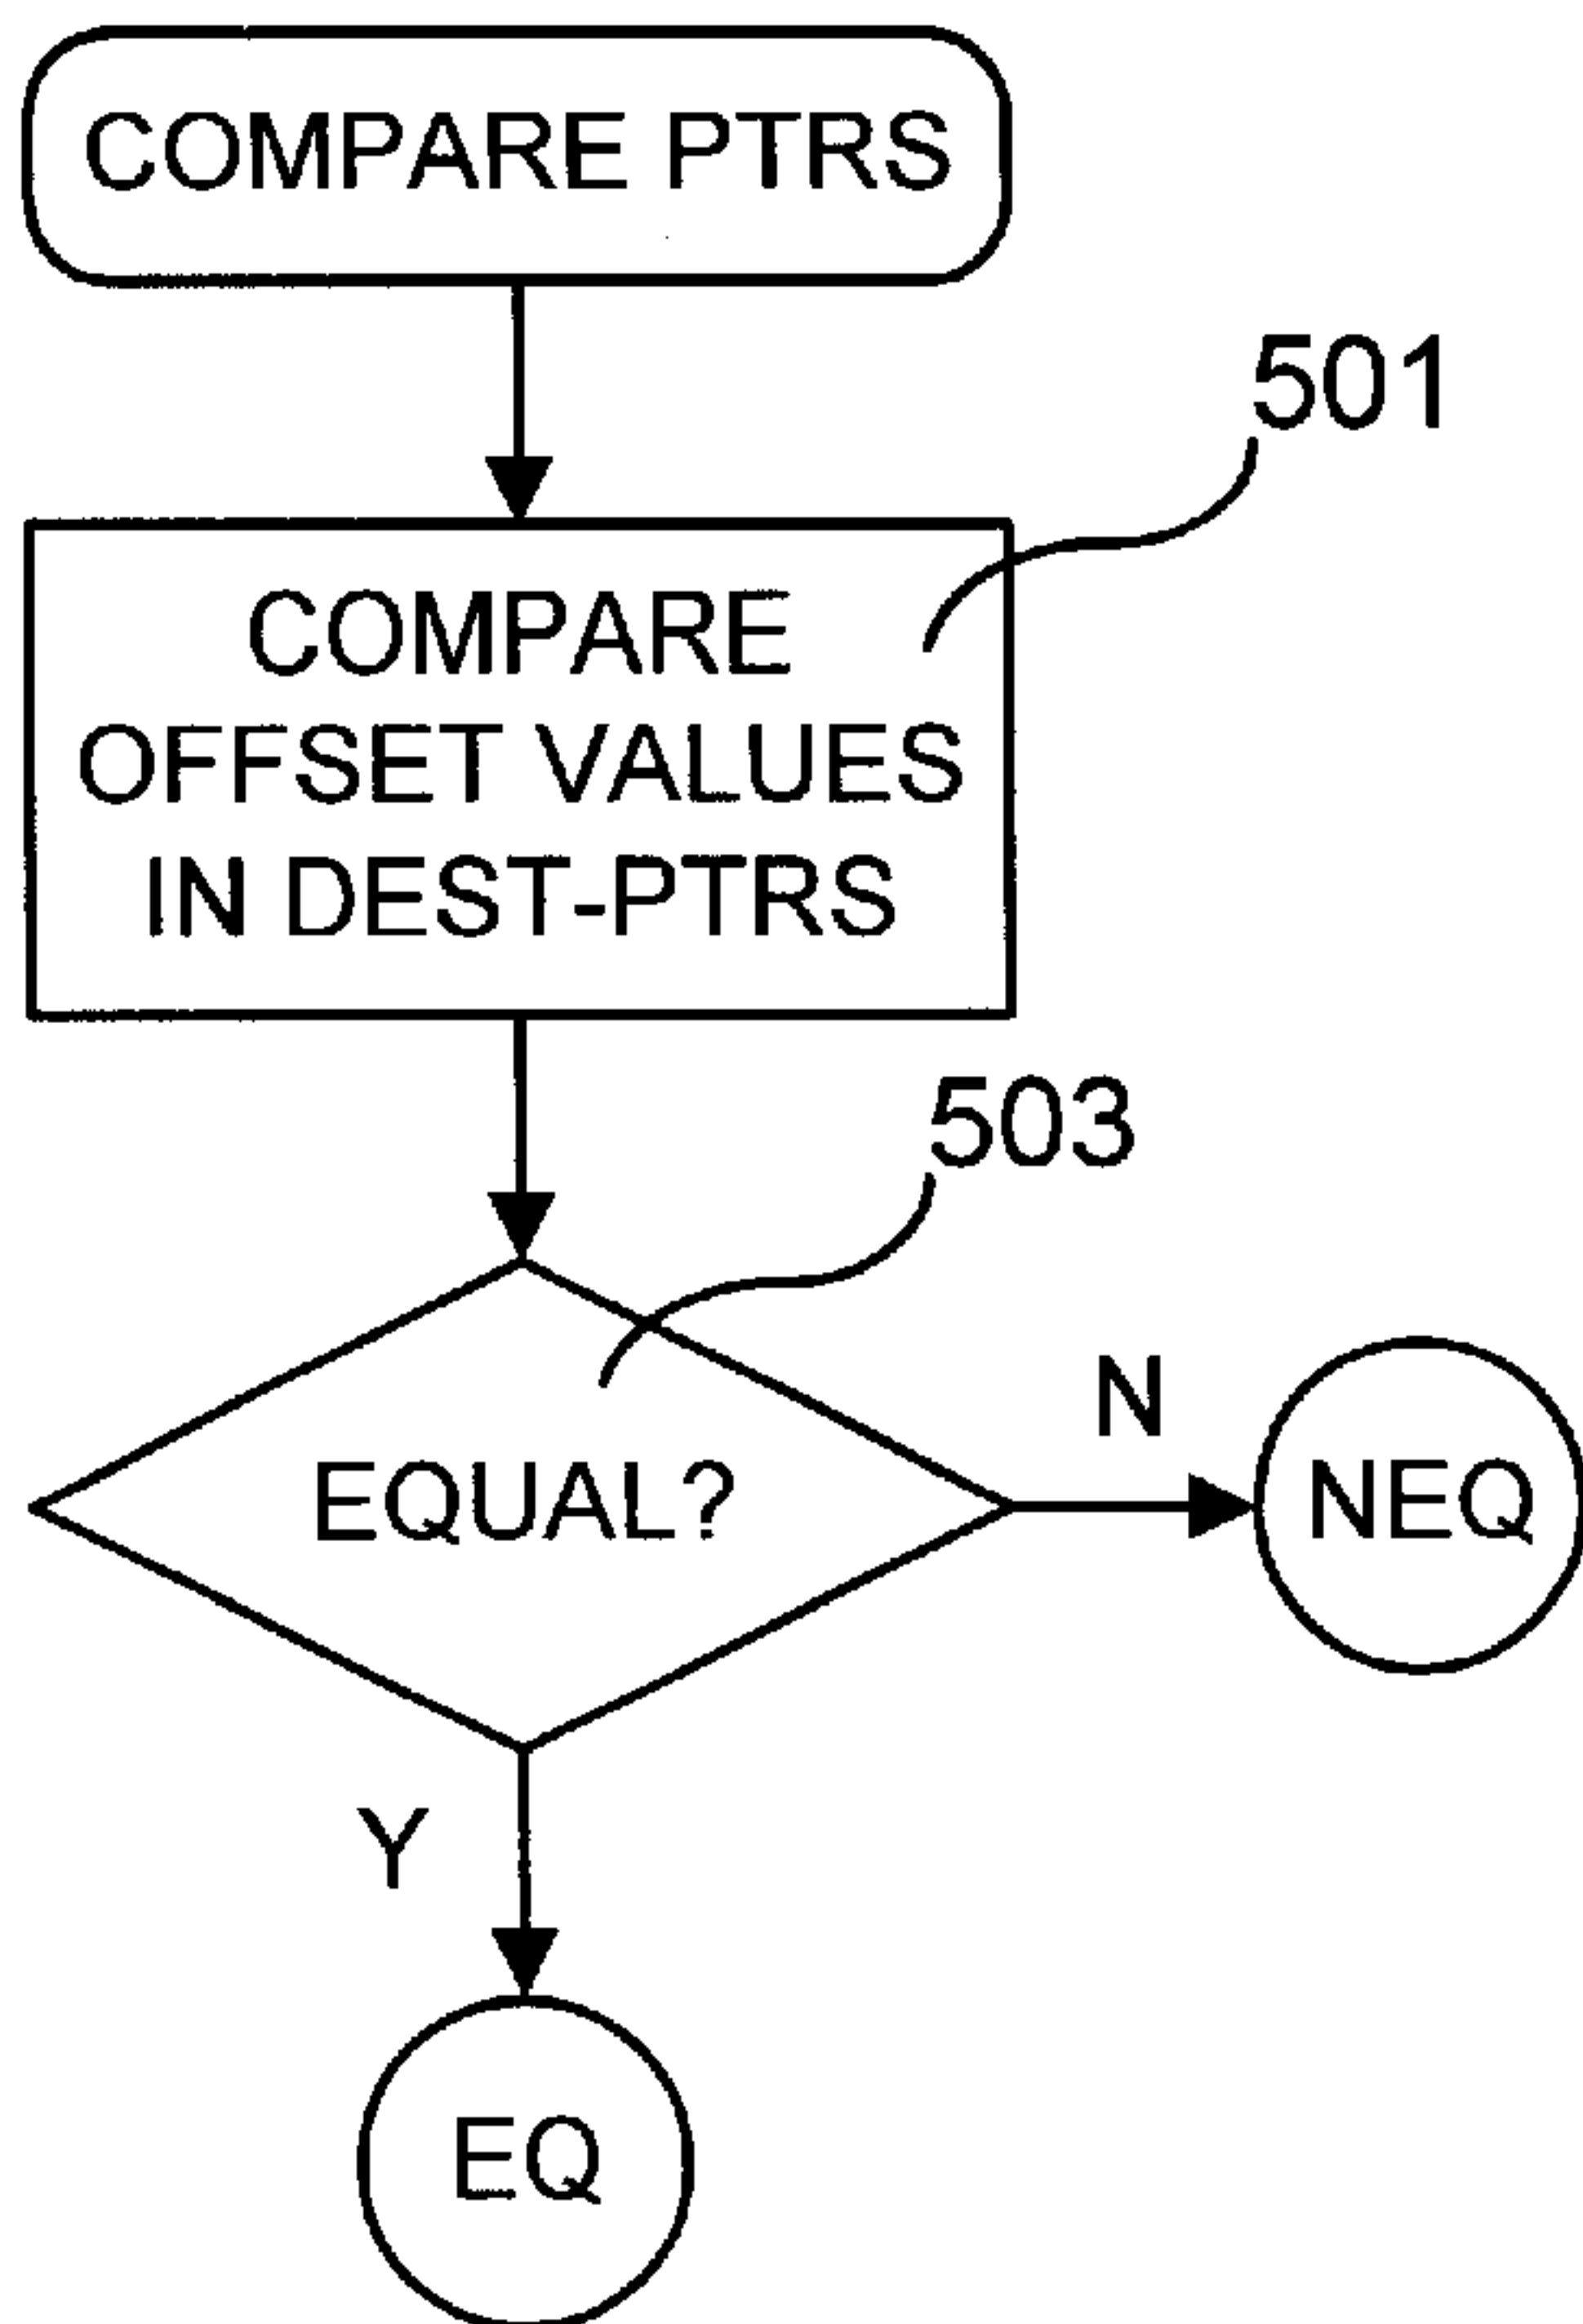 COMPARE PTRS
501
COMPARE
OFFSET VALUES
IN DEST-PTRS
503
EQUAL?
N
NEQ
Y
EQ